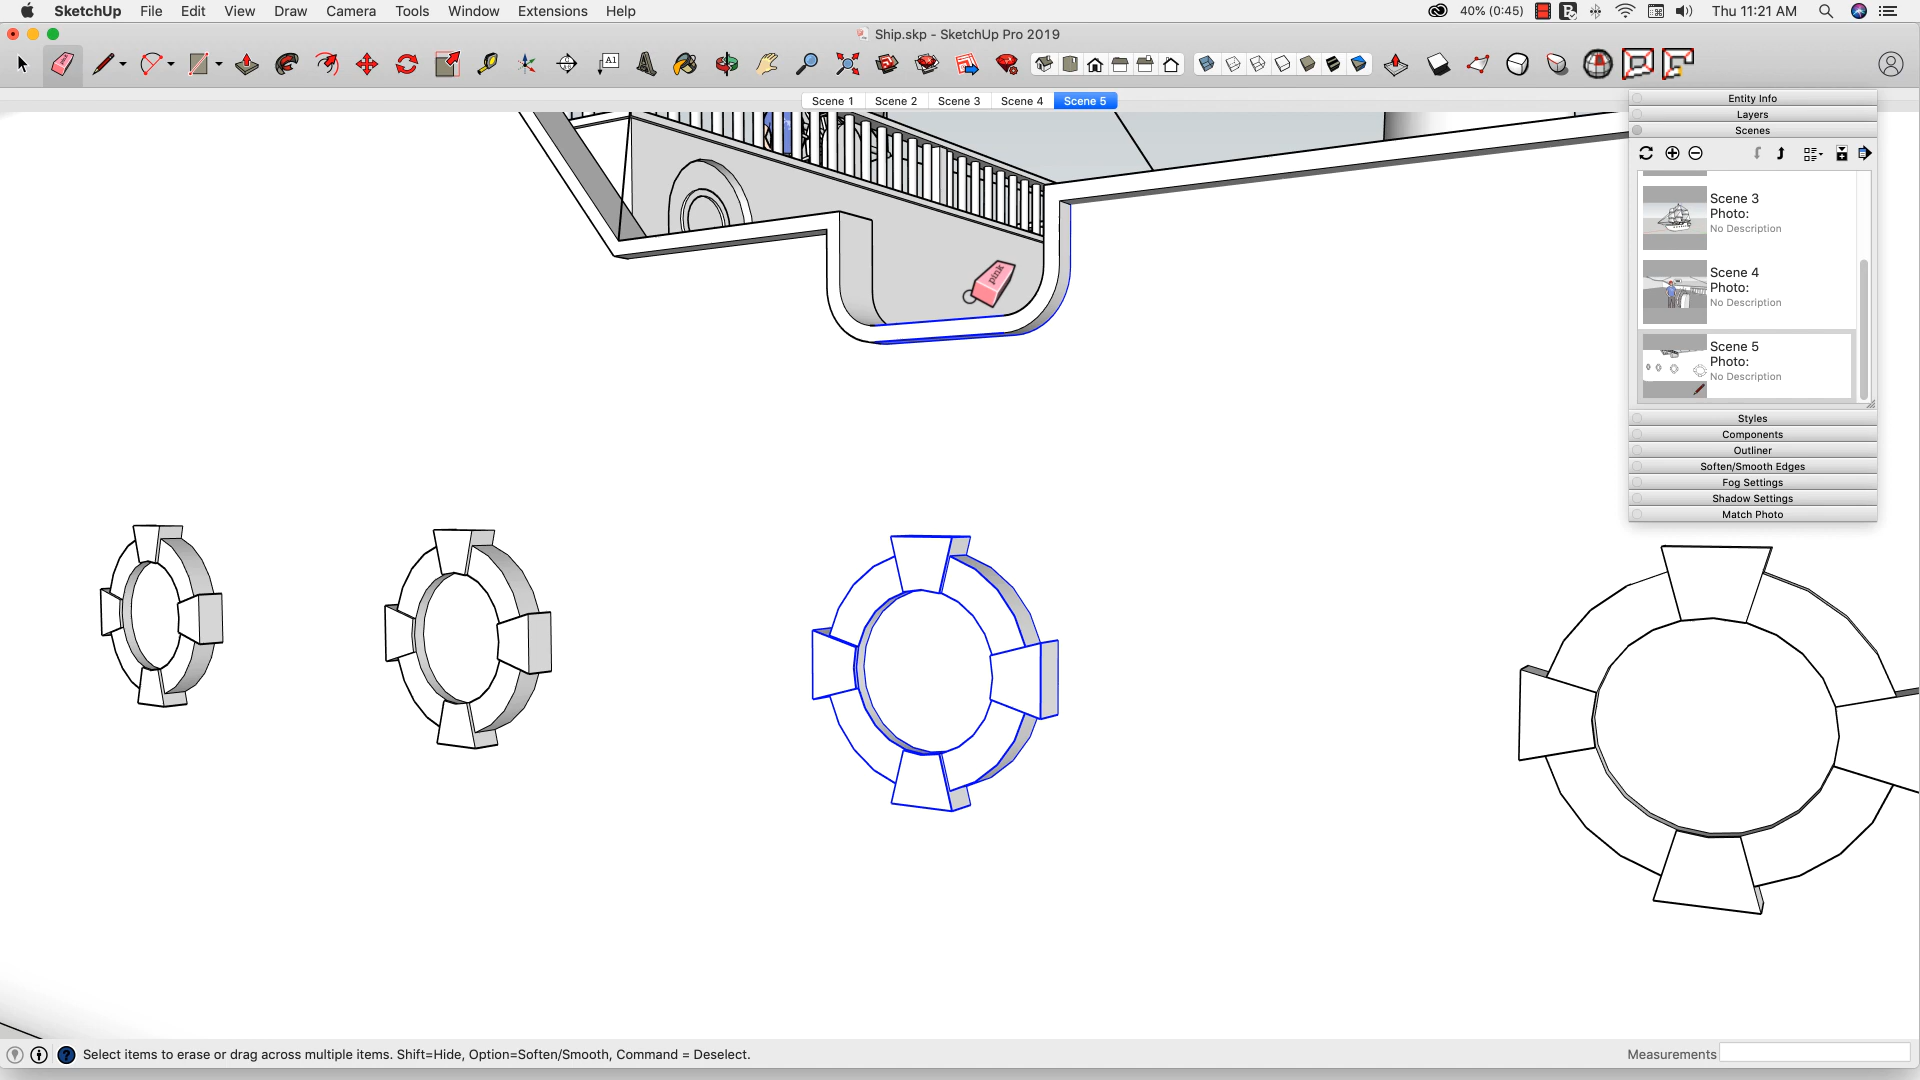 SketchUp File Edit View Draw Camera Tools Window Extensions Help 40% (0:45) Thu 11:21 AM
Ship.skp - SketchUp Pro 2019
A1
Scene 1 Scene 2 Scene 3 Scene 4 Scene 5
Entity Info
Layers
Scenes
Scene 3
Photo:
No Description
Scene 4
Photo:
No Description
Scene 5
Photo:
No Description
Styles
Components
Outliner
Soften/Smooth Edges
Fog Settings
Shadow Settings
Match Photo
pink
Select items to erase or drag across multiple items. Shift=Hide, Option=Soften/Smooth, Command = Deselect.
Measurements